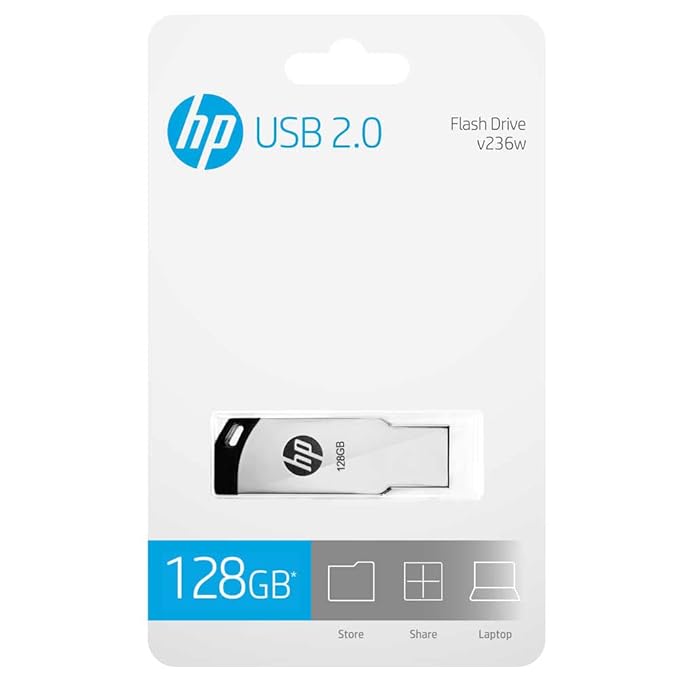 hp USB 2.0
Flash Drive
v236w
hp
128GB
128GB*
Store
Share
Laptop